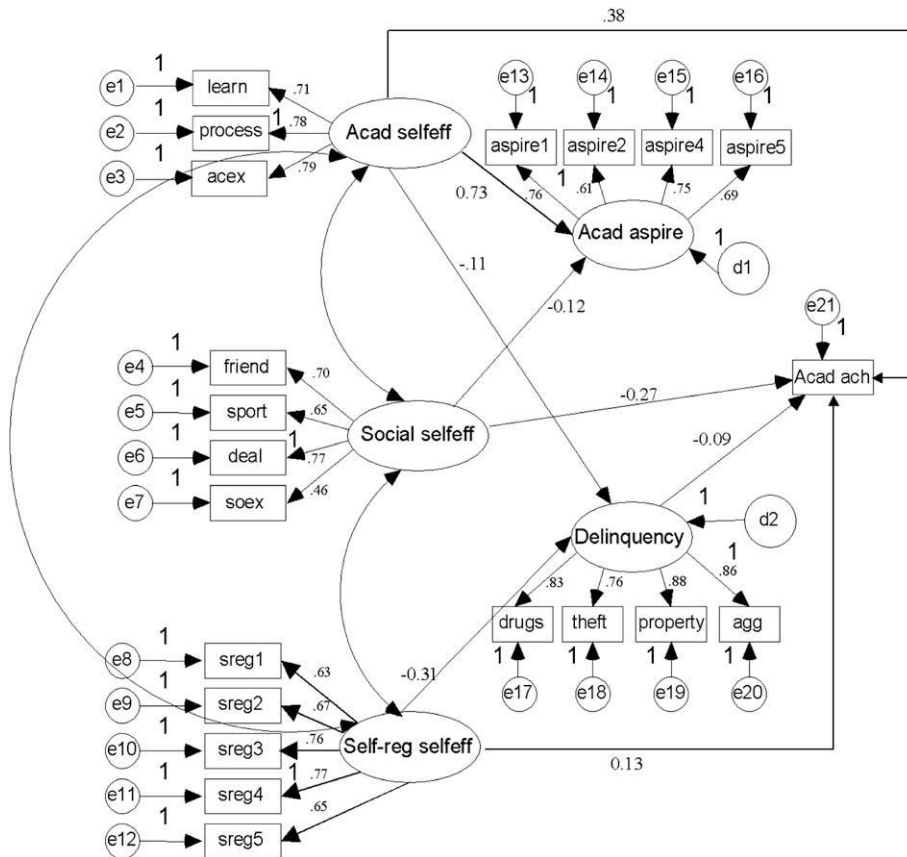 .38
e1 1 learn .71
e2 1 process 1 .78
e3 1 acex .79
Acad selfeff
e13 e14 e15 e16
1 1 1 1
aspire1 aspire2 aspire4 aspire5
1 .76 .61 .75 .69
0.73
Acad aspire
1 d1
-.11
-0.12
e21
1
Acad ach
e4 1 friend .70
e5 1 sport .65
e6 1 deal 1 .77
e7 1 soex .46
Social selfeff
-0.27
-0.09
Delinquency
1 d2
.83 .76 .88 1 .86
drugs theft property agg
1 1 1 1
e17 e18 e19 e20
-0.31
e8 1 sreg1 .63
e9 1 sreg2 .67
e10 1 sreg3 .76
e11 1 sreg4 1 .77
e12 1 sreg5 .65
Self-reg selfeff
0.13